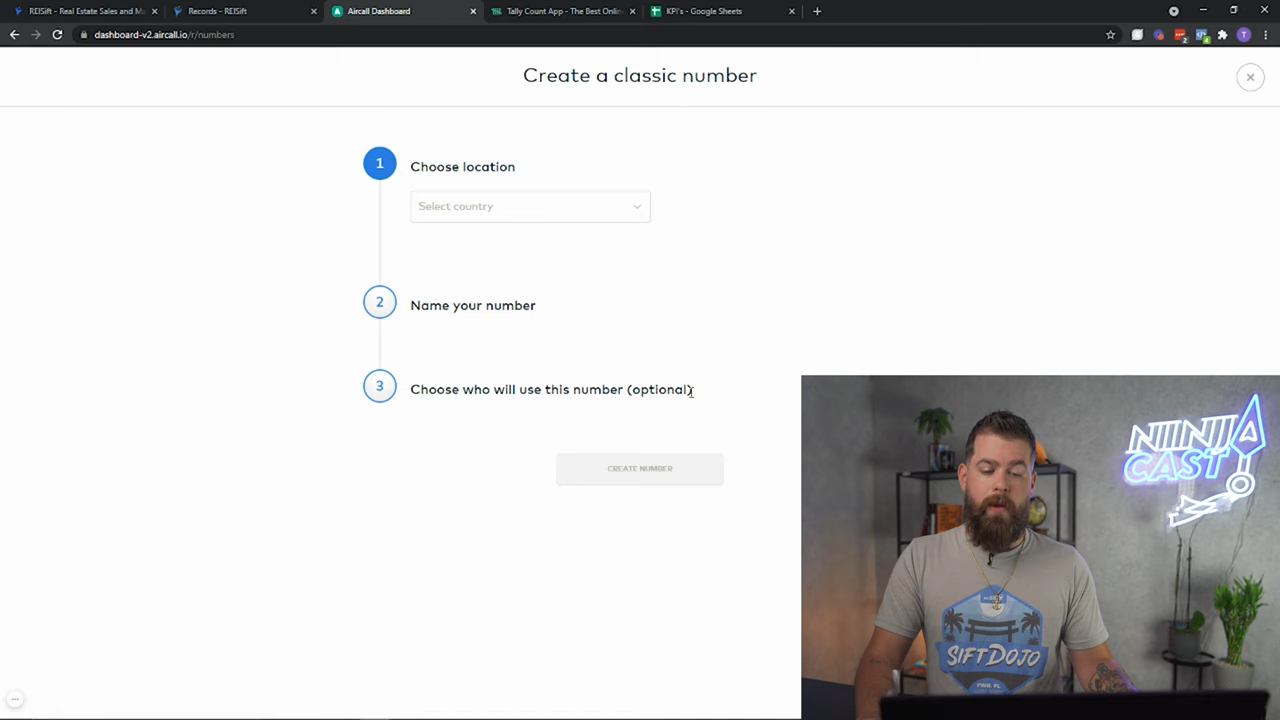 REISift - Real Estate Sales and Ma
Records - REISift
Aircall Dashboard
Tally Count App - The Best Onlin
KPI's - Google Sheets
dashboard-v2.aircall.io/r/numbers
T
Create a classic number
1
Choose location
Select country
2
Name your number
3
Choose who will use this number (optional)
CREATE NUMBER
NINJA
CAST
SIFTDOJO